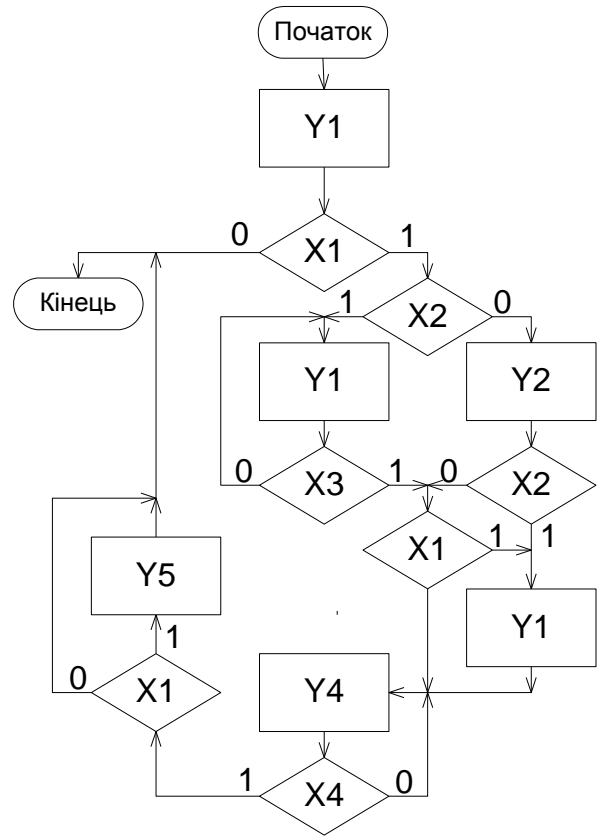 Початок
Y1
0 X1 1
Кінець
1 X2 0
Y1 Y2
0 X3 1 0 X2
X1 1 1
Y5
Y1
1
0 X1 Y4
1 X4 0